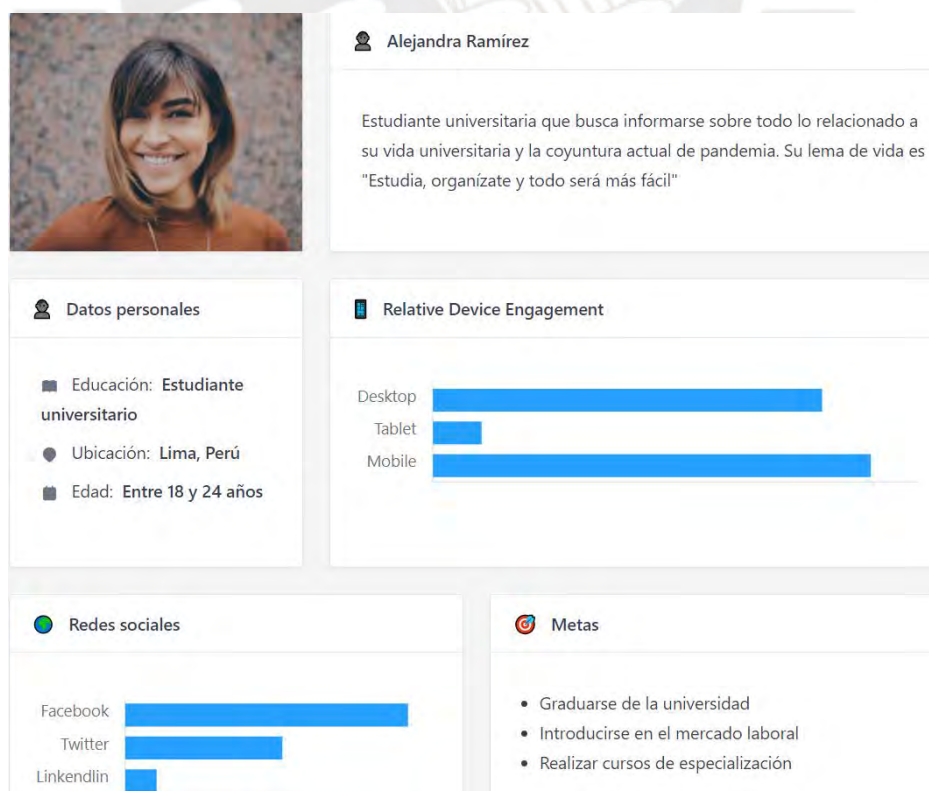 Alejandra Ramírez
Estudiante universitaria que busca informarse sobre todo lo relacionado a
su vida universitaria y la coyuntura actual de pandemia. Su lema de vida es
"Estudia, organízate y todo será más fácil"
Datos personales
Educación: Estudiante
universitario
Ubicación: Lima, Perú
Edad: Entre 18 y 24 años
Relative Device Engagement
Desktop
Tablet
Mobile
Redes sociales
Facebook
Twitter
Linkendlin
Metas
• Graduarse de la universidad
• Introducirse en el mercado laboral
• Realizar cursos de especialización